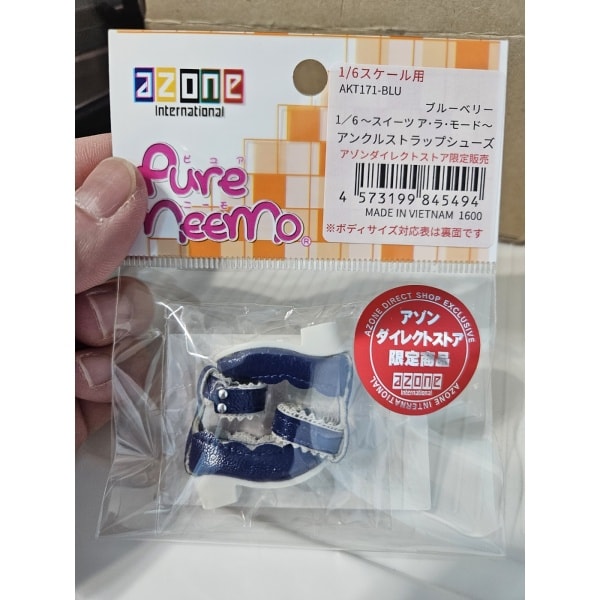 azone
International
ピュア
Pure
ニーモ
neemo®
1/6スケール用
AKT171-BLU
ブルーベリー
1/6~スイーツ ア・ラ・モード~
アンクルストラップシューズ
アゾンダイレクトストア限定販売
4 573199 845494
MADE IN VIETNAM 1600
※ボディサイズ対応表は裏面です
AZONE DIRECT SHOP EXCLUSIVE
アゾン
ダイレクトストア
限定商品
azone
International
AZONE INTERNATIONAL